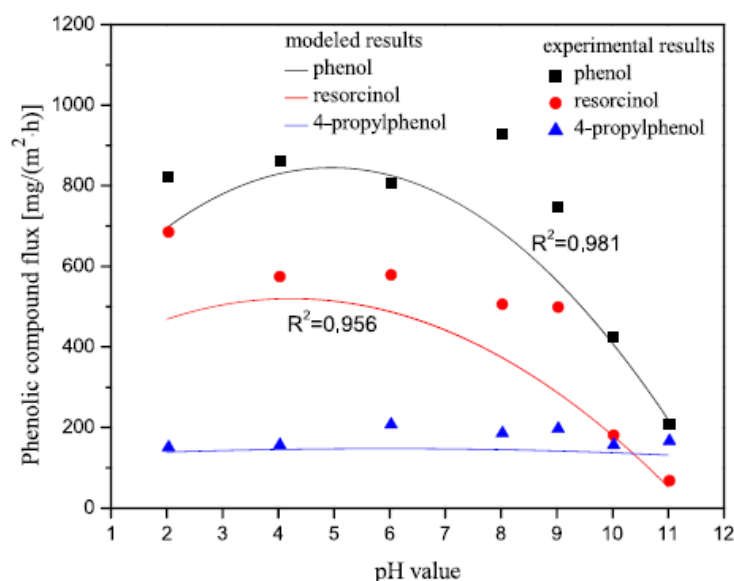 modeled results
phenol
resorcinol
4-propylphenol
experimental results
phenol
resorcinol
4-propylphenol
R²=0,981
R²=0,956
Phenolic compound flux [mg/(m²·h)]
1200
1000
800
600
400
200
0
1 2 3 4 5 6 7 8 9 10 11 12
pH value